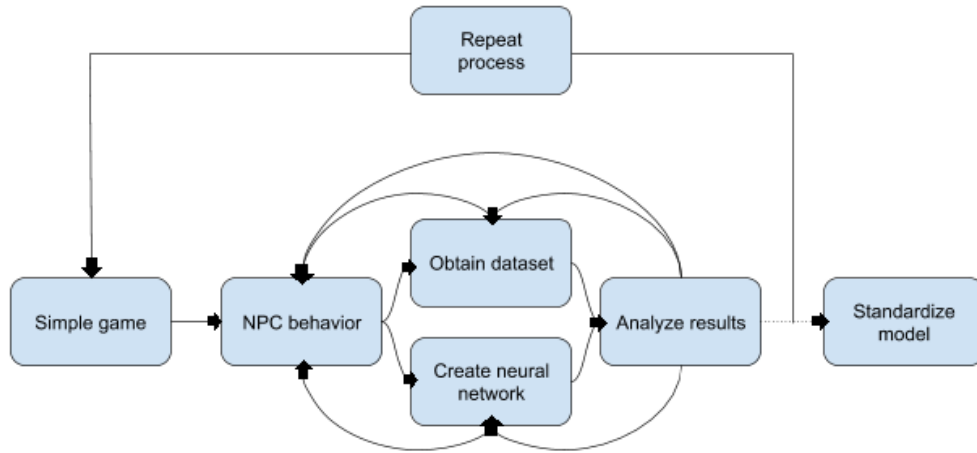 Repeat
process
Obtain dataset
Simple game
NPC behavior
Analyze results
Standardize
model
Create neural
network